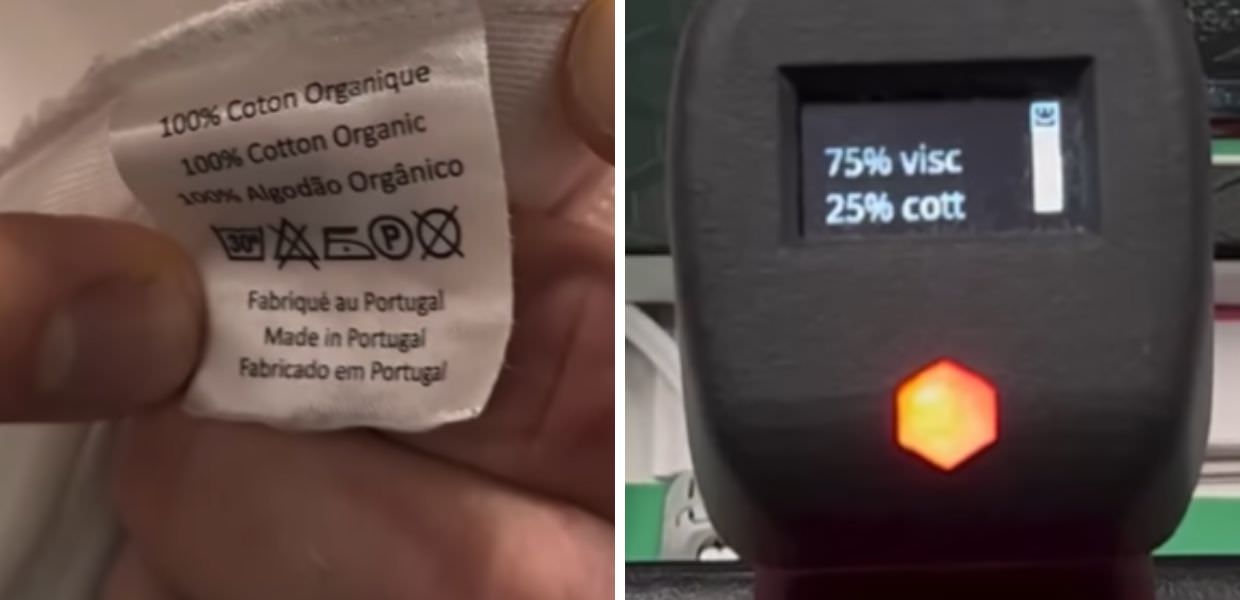 100% Coton Organique
100% Cotton Organic
100% Algodão Orgânico
30º P
Fabriqué au Portugal
Made in Portugal
Fabricado em Portugal
75% visc
25% cott